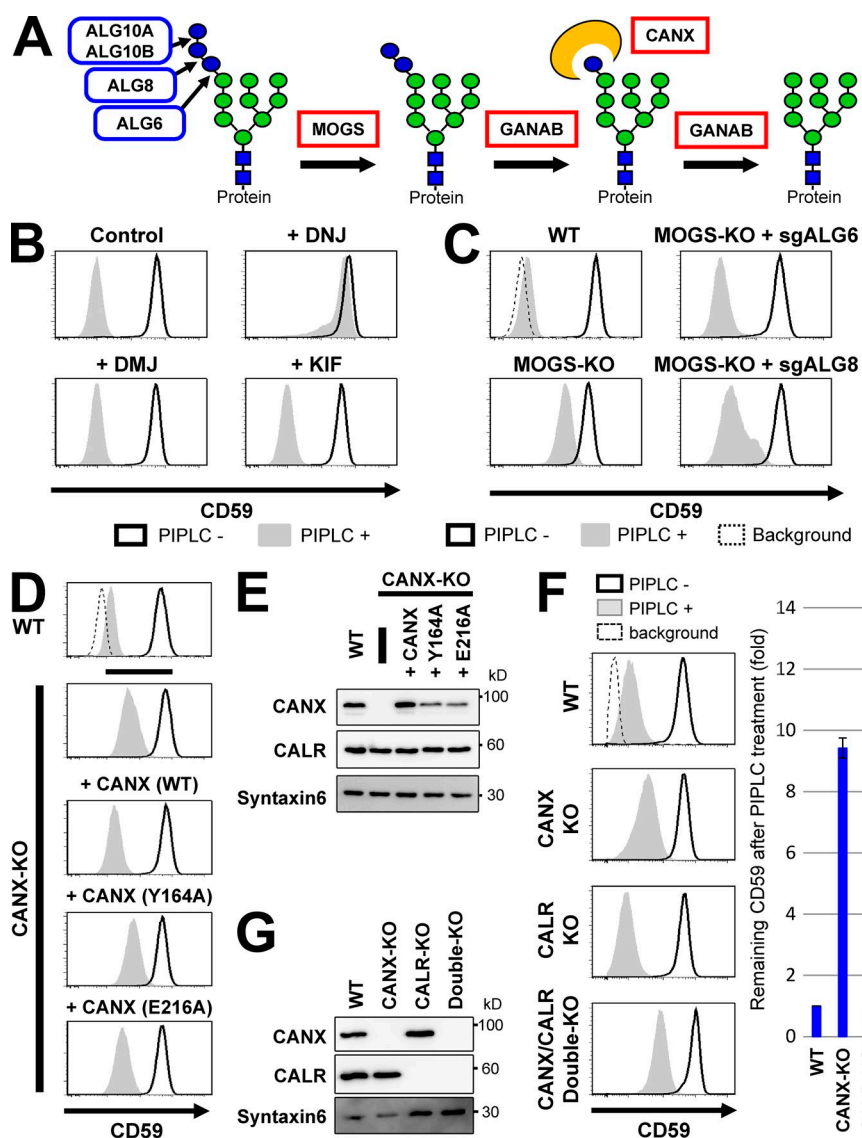 A
ALG10A
ALG10B
ALG8
ALG6
MOGS
GANAB
CANX
GANAB
Protein
Protein
Protein
Protein
B
Control
+ DNJ
+ DMJ
+ KIF
CD59
PIPLC -
PIPLC +
C
WT
MOGS-KO + sgALG6
MOGS-KO
MOGS-KO + sgALG8
CD59
PIPLC -
PIPLC +
Background
D
WT
CANX-KO
+ CANX (WT)
+ CANX (Y164A)
+ CANX (E216A)
CD59
E
CANX-KO
WT
+ CANX
+ Y164A
+ E216A
kD
CANX
100
CALR
60
Syntaxin6
30
F
PIPLC -
PIPLC +
background
WT
CANX
KO
CALR
KO
CANX/CALR
Double-KO
CD59
Remaining CD59 after PIPLC treatment (fold)
14
12
10
8
6
4
2
0
WT
CANX-KO
G
WT
CANX-KO
CALR-KO
Double-KO
kD
CANX
100
CALR
60
Syntaxin6
30